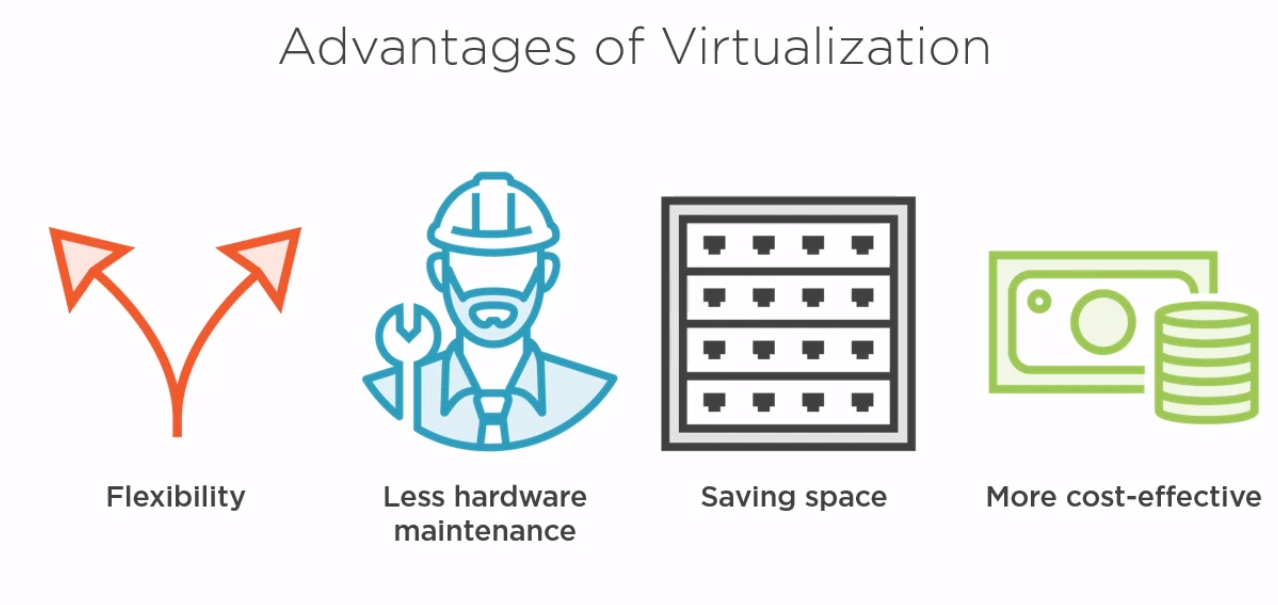 Advantages of Virtualization
Flexibility
Less hardware
maintenance
Saving space
More cost-effective